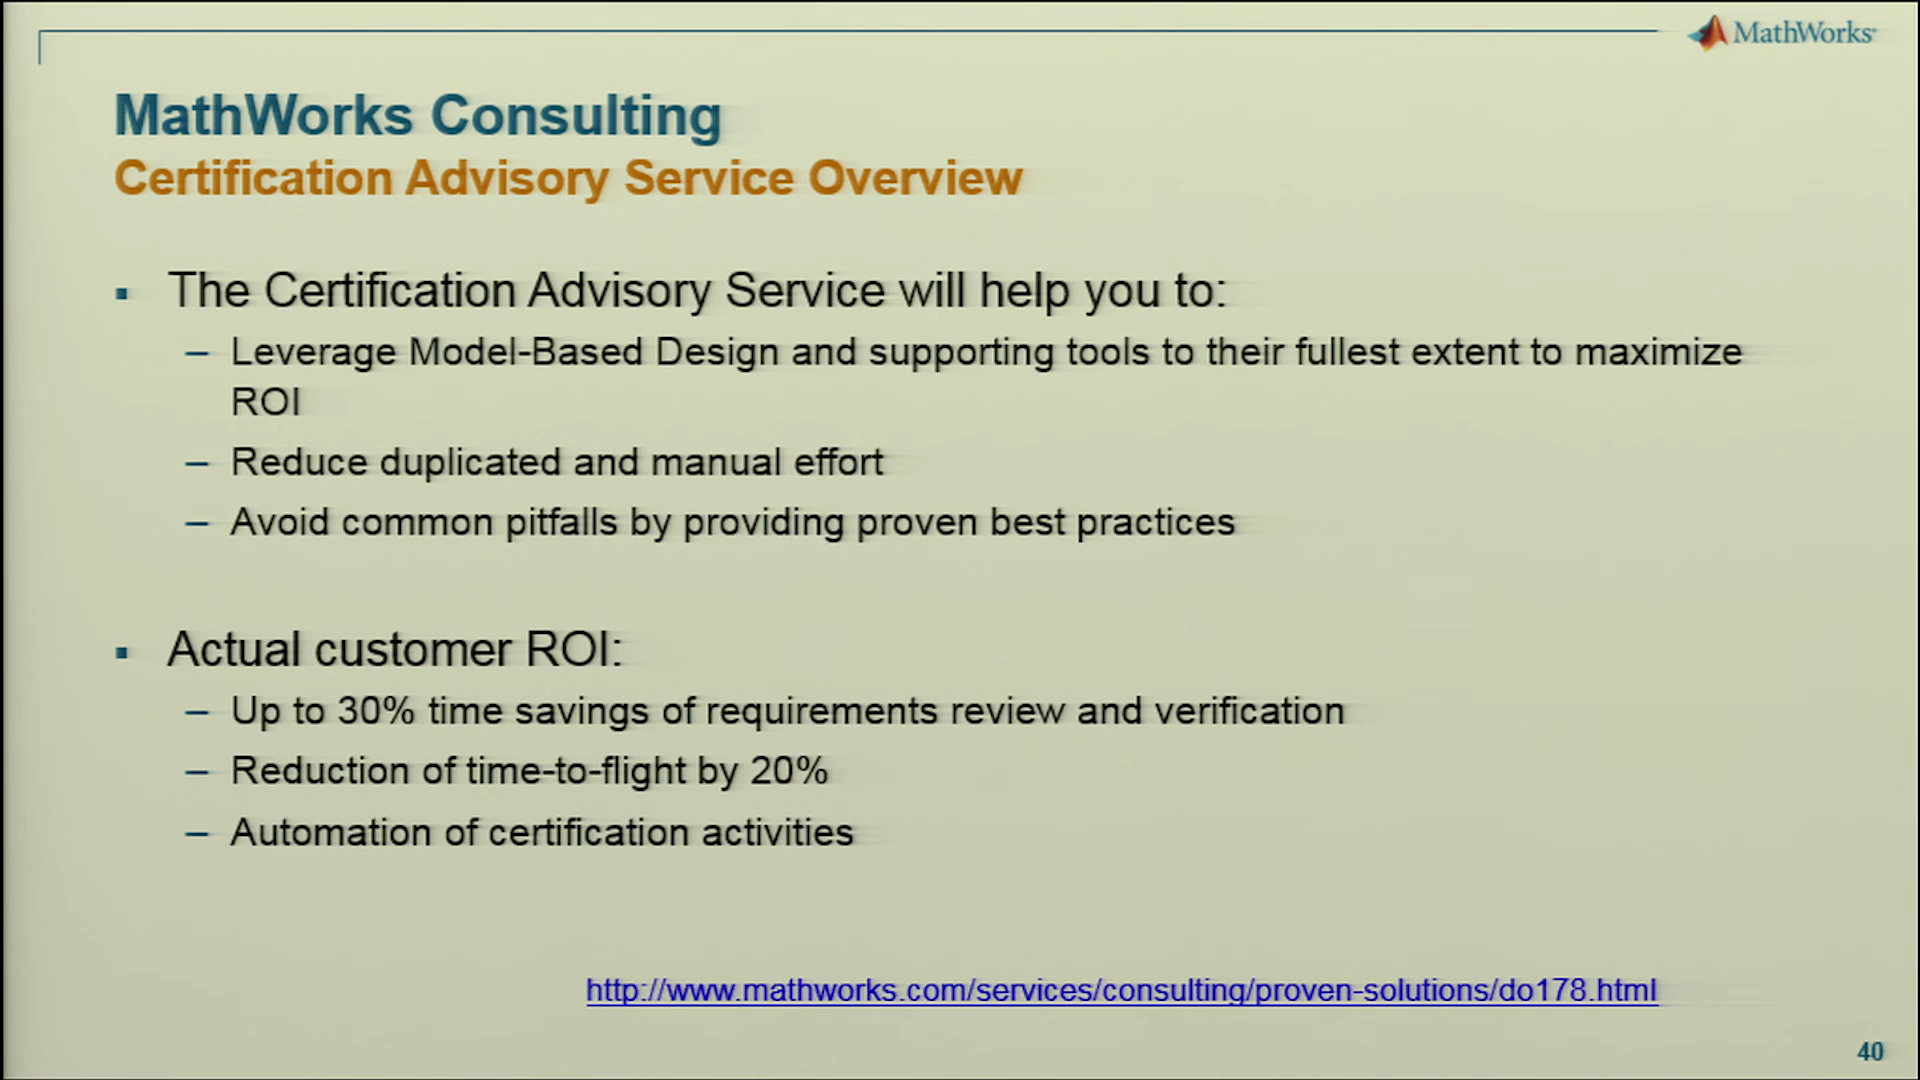 MathWorks
MathWorks Consulting
Certification Advisory Service Overview
▪ The Certification Advisory Service will help you to:
– Leverage Model-Based Design and supporting tools to their fullest extent to maximize
ROI
– Reduce duplicated and manual effort
– Avoid common pitfalls by providing proven best practices
▪ Actual customer ROI:
– Up to 30% time savings of requirements review and verification
– Reduction of time-to-flight by 20%
– Automation of certification activities
http://www.mathworks.com/services/consulting/proven-solutions/do178.html
40